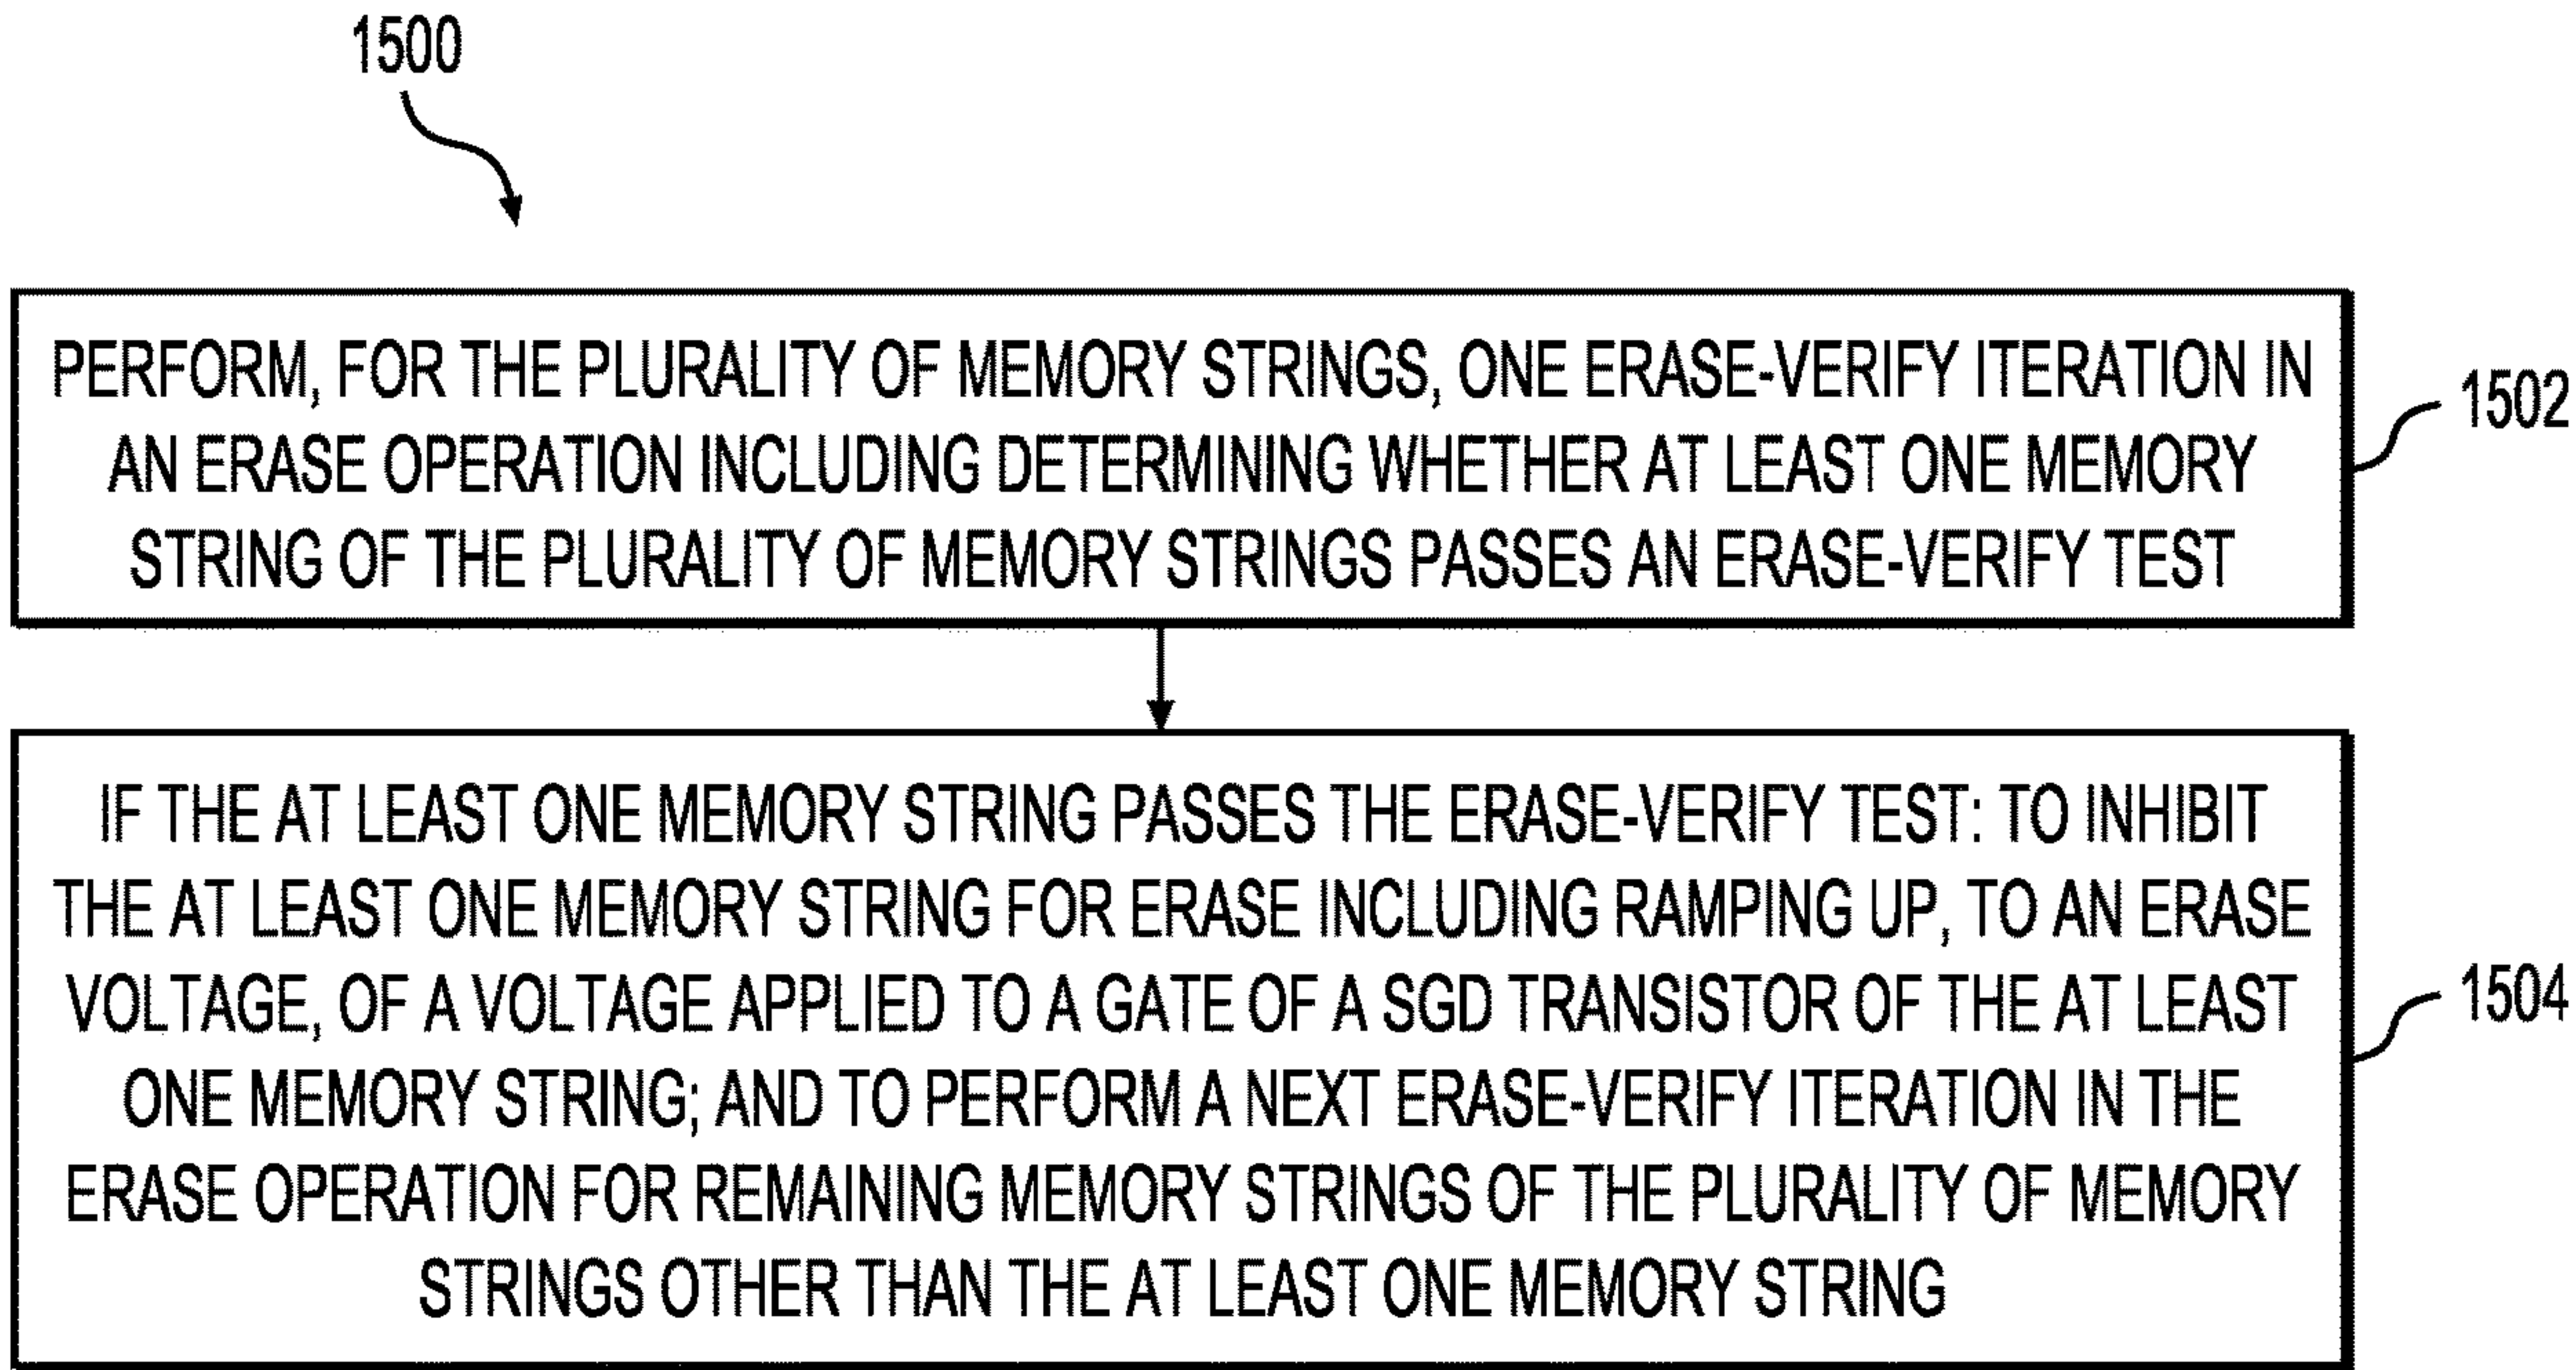 1500
PERFORM, FOR THE PLURALITY OF MEMORY STRINGS, ONE ERASE-VERIFY ITERATION IN
AN ERASE OPERATION INCLUDING DETERMINING WHETHER AT LEAST ONE MEMORY
STRING OF THE PLURALITY OF MEMORY STRINGS PASSES AN ERASE-VERIFY TEST
1502
IF THE AT LEAST ONE MEMORY STRING PASSES THE ERASE-VERIFY TEST: TO INHIBIT
THE AT LEAST ONE MEMORY STRING FOR ERASE INCLUDING RAMPING UP, TO AN ERASE
VOLTAGE, OF A VOLTAGE APPLIED TO A GATE OF A SGD TRANSISTOR OF THE AT LEAST
ONE MEMORY STRING; AND TO PERFORM A NEXT ERASE-VERIFY ITERATION IN THE
ERASE OPERATION FOR REMAINING MEMORY STRINGS OF THE PLURALITY OF MEMORY
STRINGS OTHER THAN THE AT LEAST ONE MEMORY STRING
1504